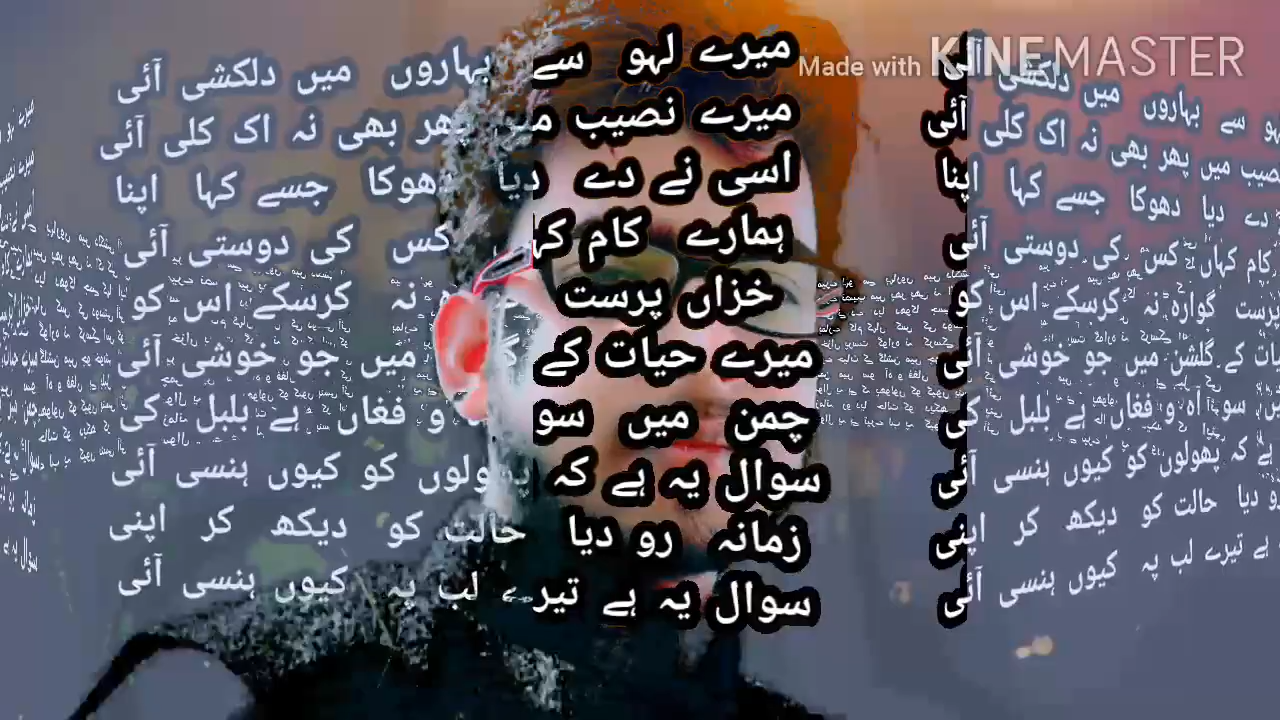 Made with KINEMASTER
میرے لہو سے بہاروں میں دلکشی آئی
میرے نصیب میں پھر بھی نہ اک کلی آئی
اسی نے دے دیا دھوکا جسے کہا اپنا
ہمارے کام کہاں کس کی دوستی آئی
خزاں پرست گوارہ نہ کرسکے اس کو
میرے حیات کے گلشن میں جو خوشی آئی
چمن میں سو آہ و فغاں ہے بلبل کی
سوال یہ ہے کہ پھولوں کو کیوں ہنسی آئی
زمانہ رو دیا حالت کو دیکھ کر اپنی
سوال یہ ہے تیرے لب پہ کیوں ہنسی آئی